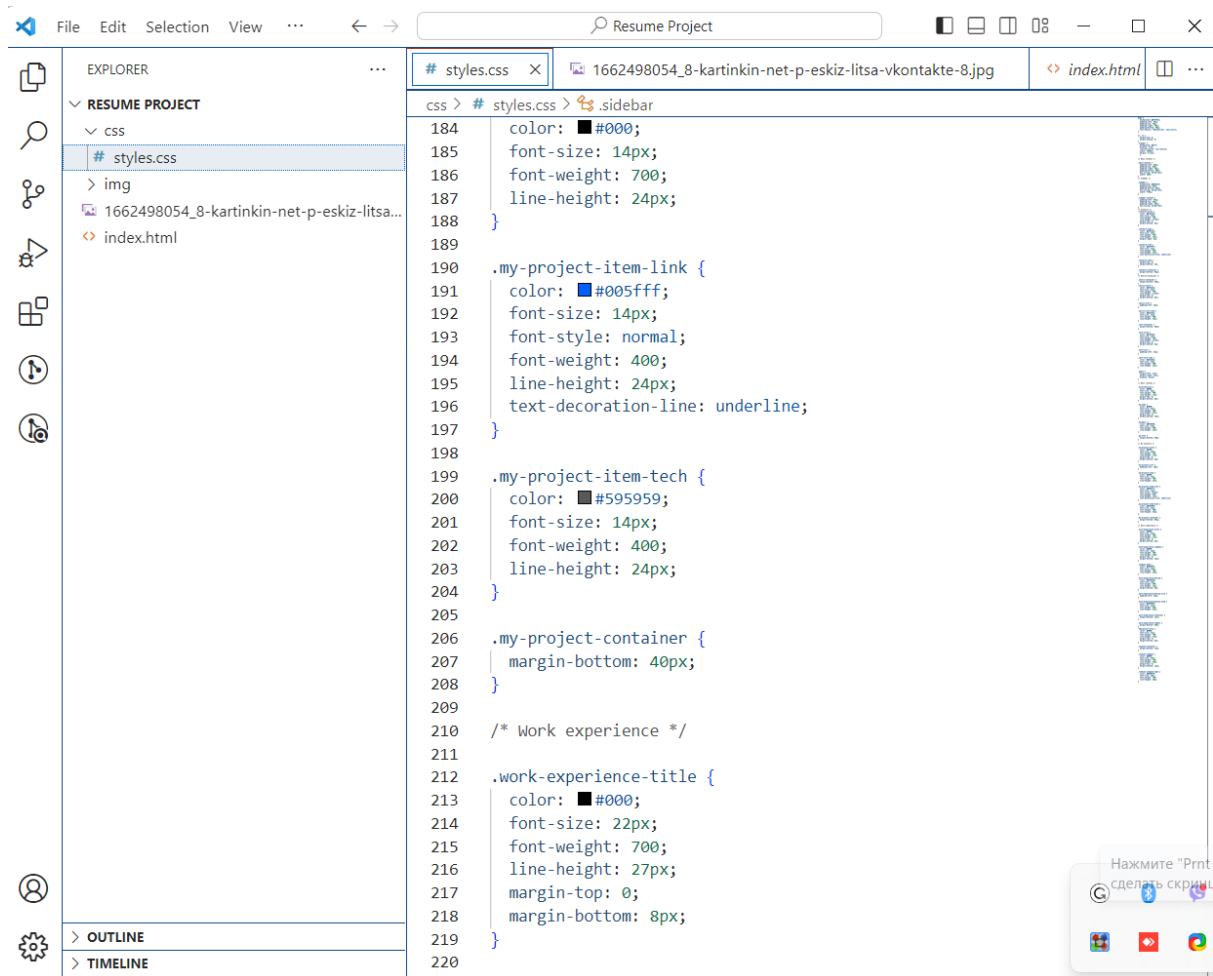 File Edit Selection View ··· Resume Project
EXPLORER ···
RESUME PROJECT
css
# styles.css
img
1662498054_8-kartinkin-net-p-eskiz-litsa...
<> index.html
OUTLINE
TIMELINE
# styles.css × 1662498054_8-kartinkin-net-p-eskiz-litsa-vkontakte-8.jpg <> index.html ···
css > # styles.css > .sidebar
184 color: #000;
185 font-size: 14px;
186 font-weight: 700;
187 line-height: 24px;
188 }
189
190 .my-project-item-link {
191 color: #005fff;
192 font-size: 14px;
193 font-style: normal;
194 font-weight: 400;
195 line-height: 24px;
196 text-decoration-line: underline;
197 }
198
199 .my-project-item-tech {
200 color: #595959;
201 font-size: 14px;
202 font-weight: 400;
203 line-height: 24px;
204 }
205
206 .my-project-container {
207 margin-bottom: 40px;
208 }
209
210 /* Work experience */
211
212 .work-experience-title {
213 color: #000;
214 font-size: 22px;
215 font-weight: 700;
216 line-height: 27px;
217 margin-top: 0;
218 margin-bottom: 8px;
219 }
220
Нажмите "Prnt
сделать скрин